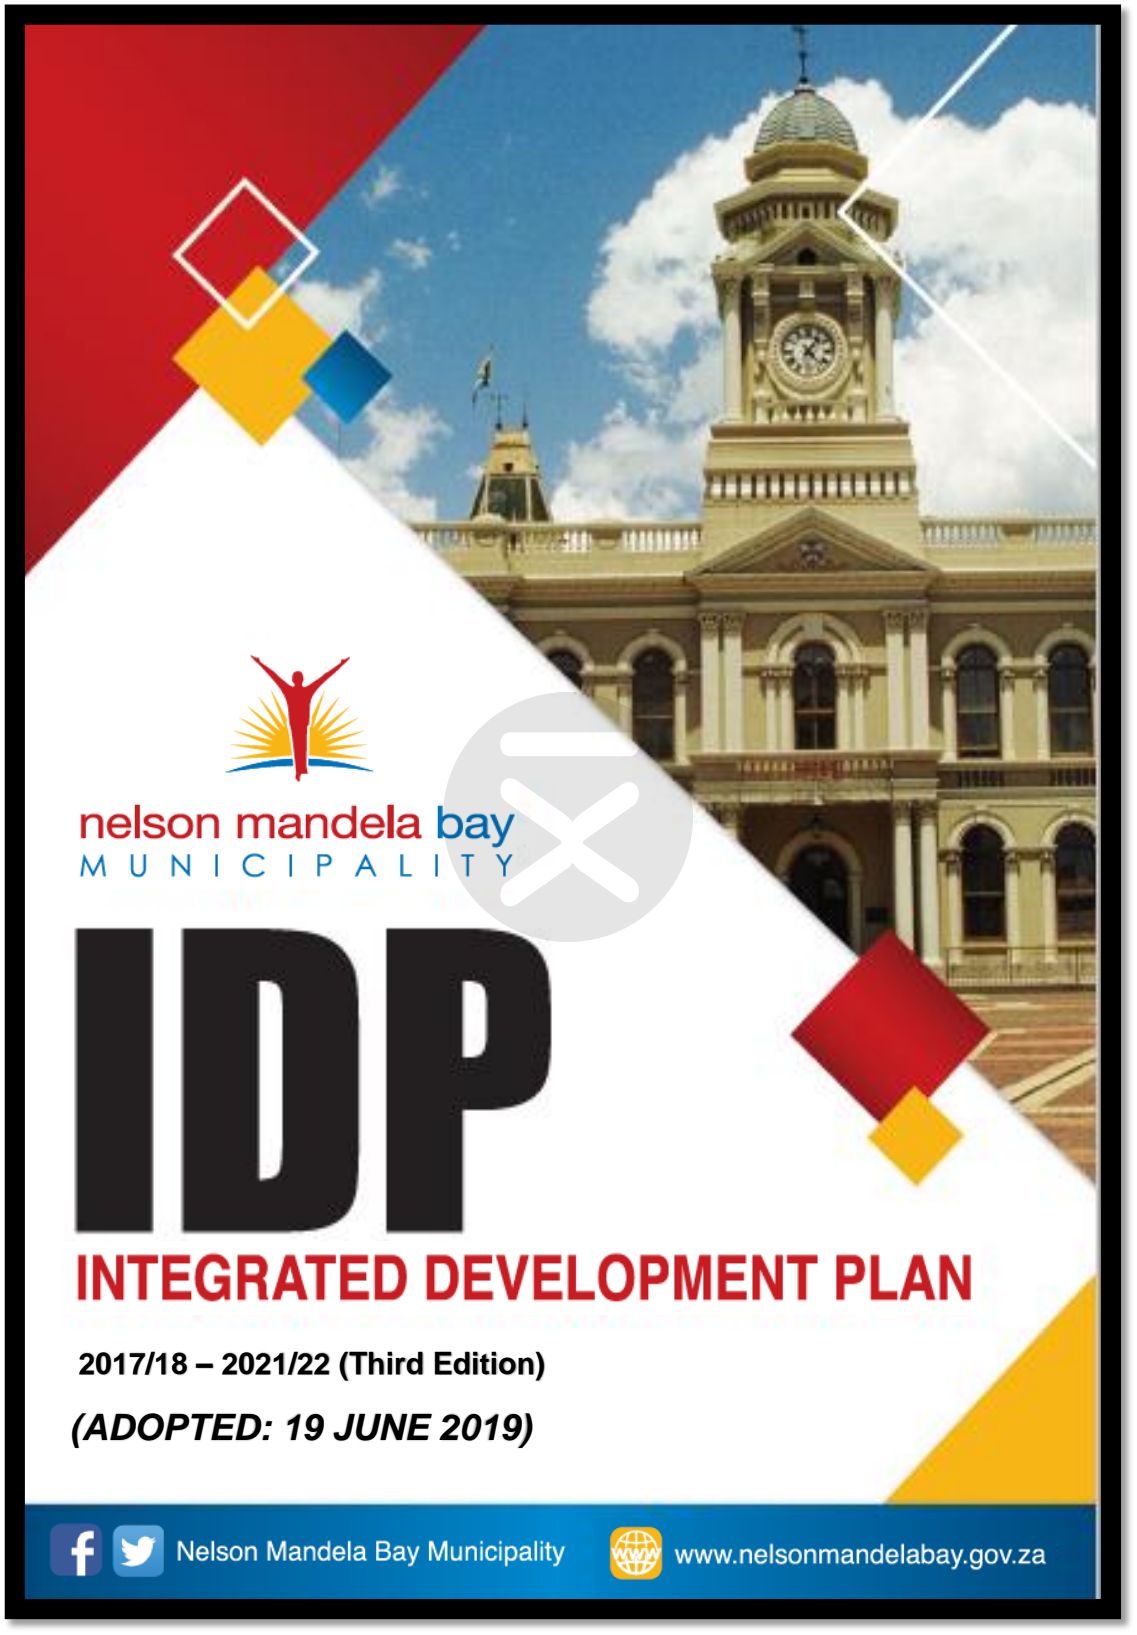 nelson mandela bay
MUNICIPALITY
IDP
INTEGRATED DEVELOPMENT PLAN
2017/18 – 2021/22 (Third Edition)
(ADOPTED: 19 JUNE 2019)
f Nelson Mandela Bay Municipality www www.nelsonmandelabay.gov.za